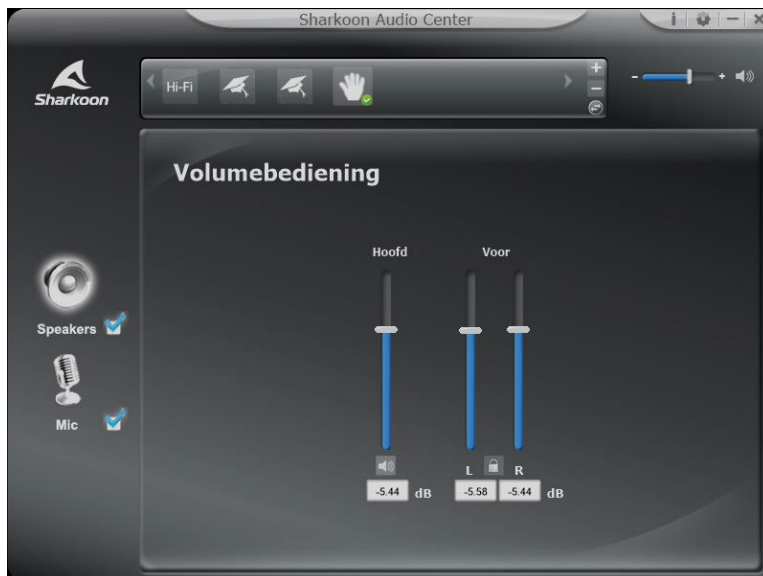 Sharkoon Audio Center
Sharkoon
Hi-Fi
Volumebediening
Hoofd Voor
Speakers
Mic
L R
-5.44 dB -5.58 -5.44 dB